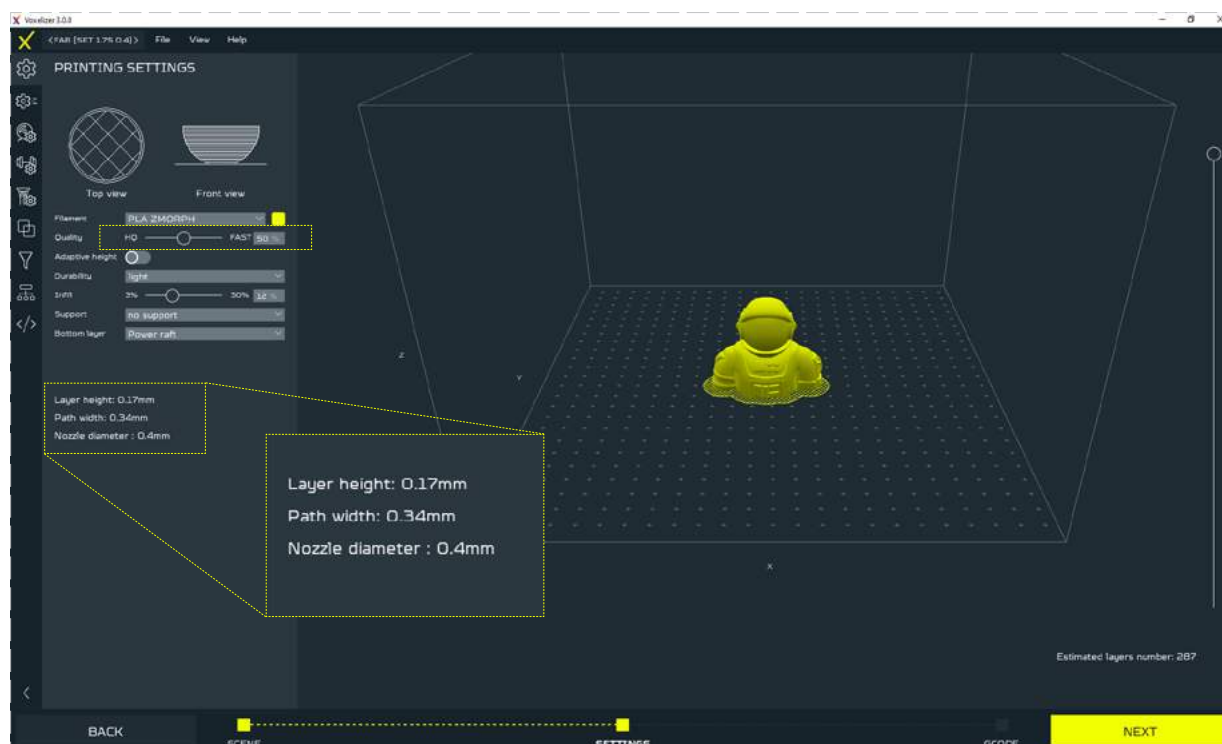 Voxelizer 3.0.0
<FAB [SET 1.75 0.4]> File View Help
PRINTING SETTINGS
Top view Front view
Filament PLA ZMORPH
Quality HQ FAST 50 %
Adaptive height
Durability light
Infill 3% 50% 12 %
Support no support
Bottom layer Power raft
Layer height: 0.17mm
Path width: 0.34mm
Nozzle diameter : 0.4mm
Layer height: 0.17mm
Path width: 0.34mm
Nozzle diameter : 0.4mm
Z
Y
X
Estimated layers number: 287
BACK
SCENE
SETTINGS
GCODE
NEXT